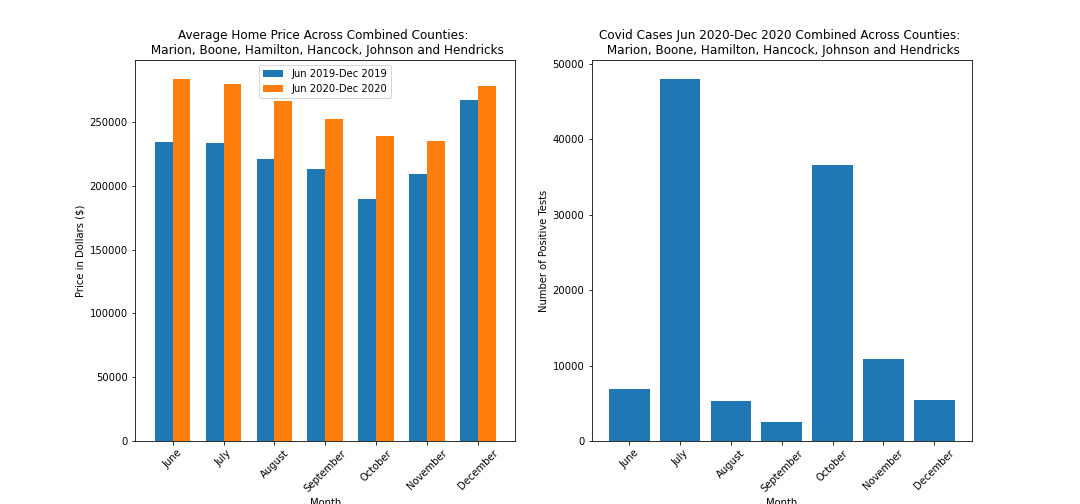 Average Home Price Across Combined Counties:
Marion, Boone, Hamilton, Hancock, Johnson and Hendricks
Jun 2019-Dec 2019
Jun 2020-Dec 2020
Price in Dollars ($)
250000
200000
150000
100000
50000
0
June
July
August
September
October
November
December
Month
Covid Cases Jun 2020-Dec 2020 Combined Across Counties:
Marion, Boone, Hamilton, Hancock, Johnson and Hendricks
Number of Positive Tests
50000
40000
30000
20000
10000
0
June
July
August
September
October
November
December
Month